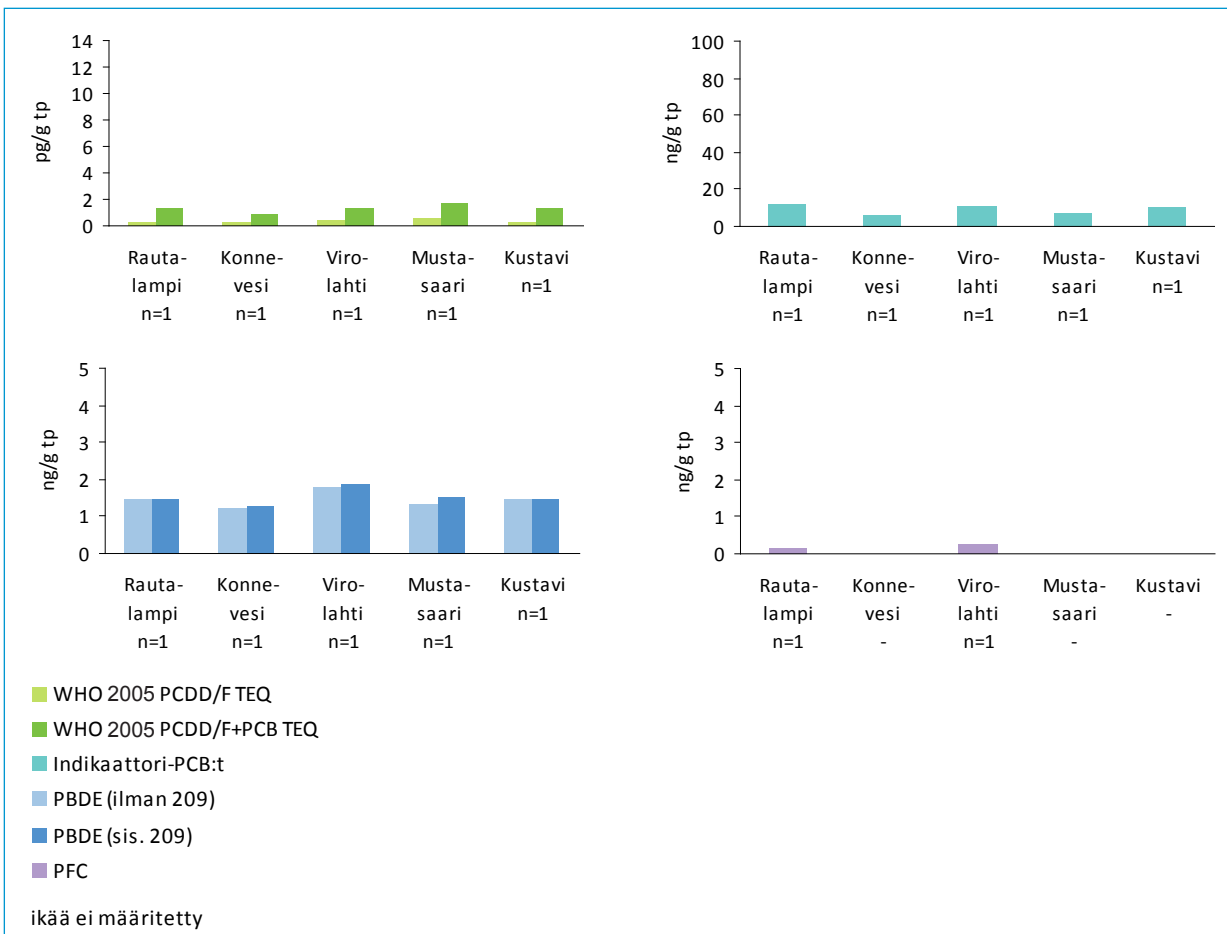 14
12
10
8
6
4
2
0
pg/g tp
Rauta-
lampi
n=1
Konne-
vesi
n=1
Viro-
lahti
n=1
Musta-
saari
n=1
Kustavi
n=1
100
80
60
40
20
0
ng/g tp
Rauta-
lampi
n=1
Konne-
vesi
n=1
Viro-
lahti
n=1
Musta-
saari
n=1
Kustavi
n=1
5
4
3
2
1
0
ng/g tp
Rauta-
lampi
n=1
Konne-
vesi
n=1
Viro-
lahti
n=1
Musta-
saari
n=1
Kustavi
n=1
5
4
3
2
1
0
ng/g tp
Rauta-
lampi
n=1
Konne-
vesi
-
Viro-
lahti
n=1
Musta-
saari
-
Kustavi
-
WHO 2005 PCDD/F TEQ
WHO 2005 PCDD/F+PCB TEQ
Indikaattori-PCB:t
PBDE (ilman 209)
PBDE (sis. 209)
PFC
ikää ei määritetty